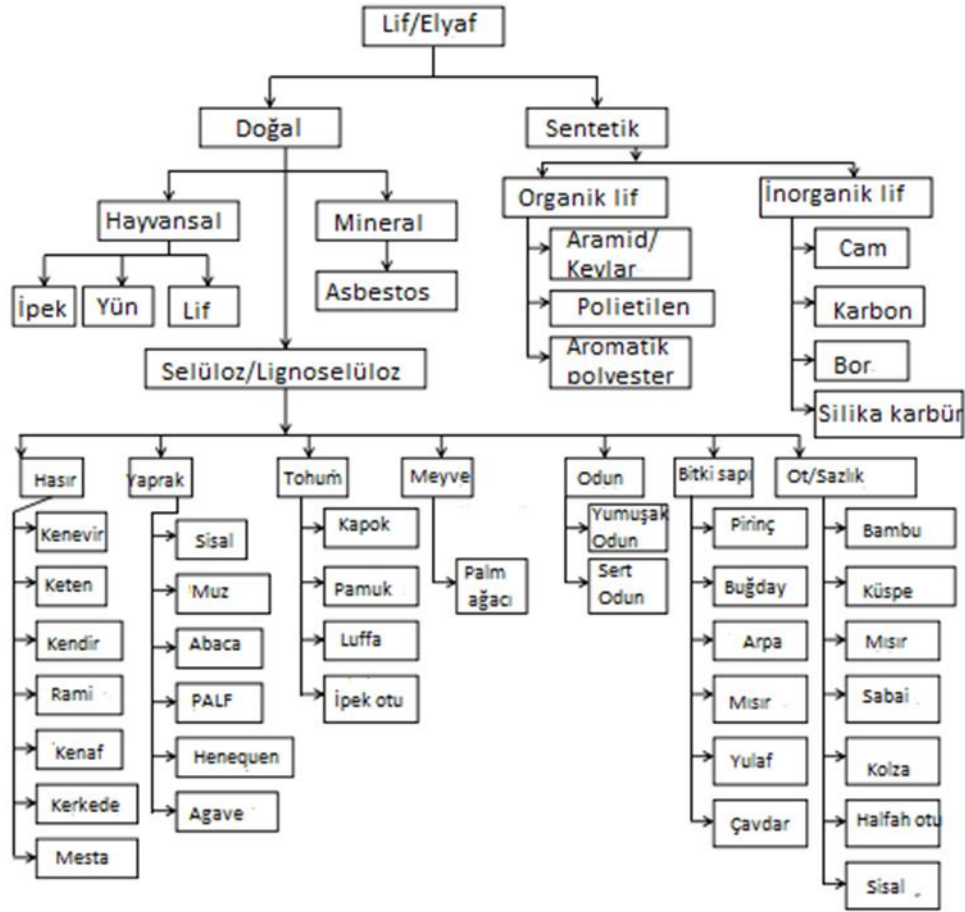 Lif/Elyaf
Doğal
Sentetik
Hayvansal
Mineral
Organik lif
İnorganik lif
İpek
Yün
Lif
Asbestos
Aramid/
Kevlar
Polietilen
Aromatik
polyester
Cam
Karbon
Bor
Silika karbür
Selüloz/Lignoselüloz
Hasır
Yaprak
Tohum
Meyve
Odun
Bitki sapı
Ot/Sazlık
Kenevir
Keten
Kendir
Rami
Kenaf
Kerkede
Mesta
Sisal
Muz
Abaca
PALF
Henequen
Agave
Kapok
Pamuk
Luffa
İpek otu
Palm
ağacı
Yumuşak
Odun
Sert
Odun
Pirinç
Buğday
Arpa
Mısır
Yulaf
Çavdar
Bambu
Küspe
Mısır
Sabai
Kolza
Halfah otu
Sisal